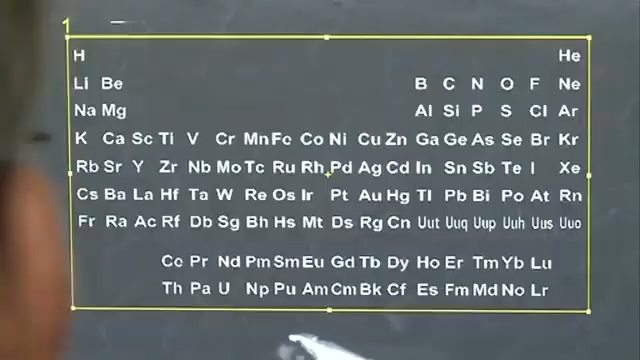 1
H He
Li Be B C N O F Ne
Na Mg Al Si P S Cl Ar
K Ca Sc Ti V Cr Mn Fe Co Ni Cu Zn Ga Ge As Se Br Kr
Rb Sr Y Zr Nb Mo Tc Ru Rh Pd Ag Cd In Sn Sb Te I Xe
Cs Ba La Hf Ta W Re Os Ir Pt Au Hg Tl Pb Bi Po At Rn
Fr Ra Ac Rf Db Sg Bh Hs Mt Ds Rg Cn Uut Uuq Uup Uuh Uus Uuo
Ce Pr Nd Pm Sm Eu Gd Tb Dy Ho Er Tm Yb Lu
Th Pa U Np Pu Am Cm Bk Cf Es Fm Md No Lr